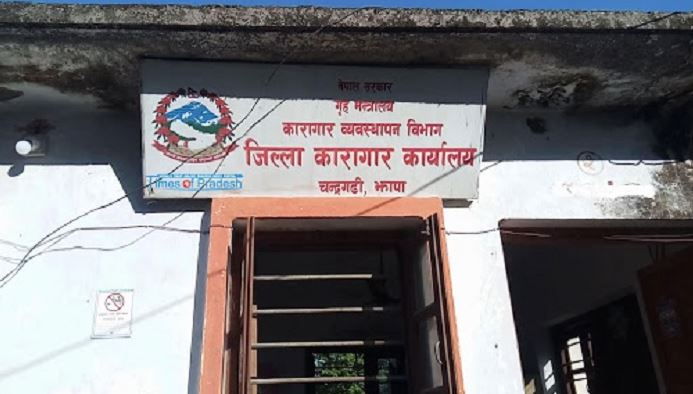 नेपाल सरकार
गृह मन्त्रालय
कारागार व्यवस्थापन विभाग
जिल्ला कारागार कार्यालय
चन्द्रगढी, झापा
Times of Pradesh